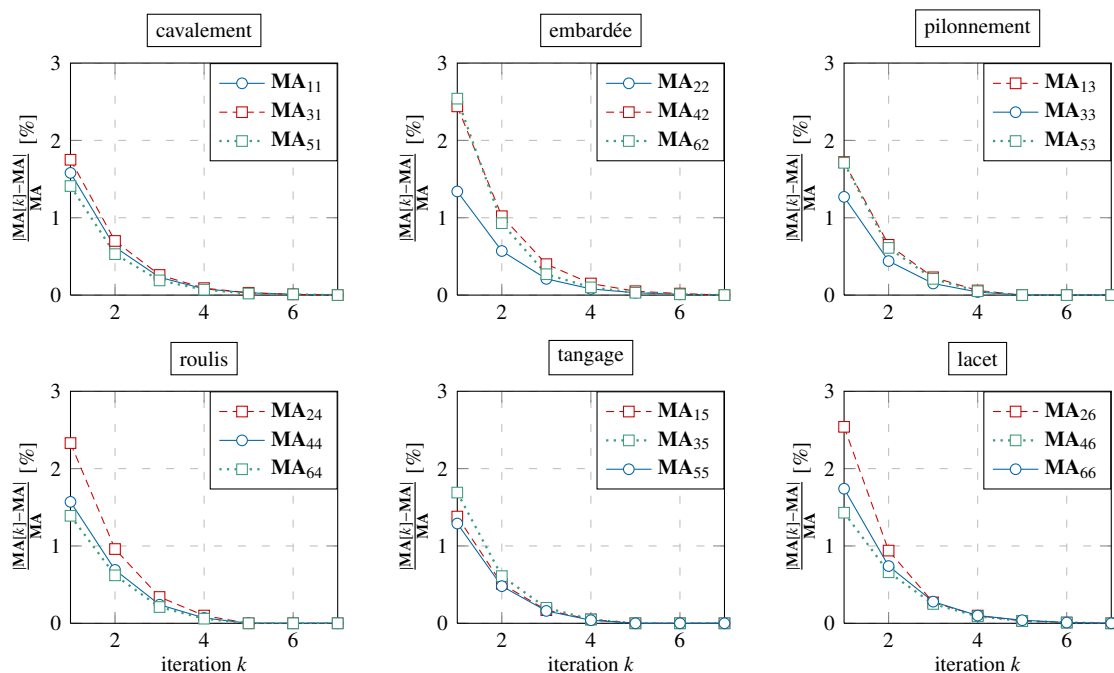 cavalement
embardée
pilonnement
|MA[k]−MA| / MA [%]
3
2
1
0
2
4
6
MA11
MA31
MA51
|MA[k]−MA| / MA [%]
3
2
1
0
2
4
6
MA22
MA42
MA62
|MA[k]−MA| / MA [%]
3
2
1
0
2
4
6
MA13
MA33
MA53
roulis
tangage
lacet
|MA[k]−MA| / MA [%]
3
2
1
0
2
4
6
iteration k
MA24
MA44
MA64
|MA[k]−MA| / MA [%]
3
2
1
0
2
4
6
iteration k
MA15
MA35
MA55
|MA[k]−MA| / MA [%]
3
2
1
0
2
4
6
iteration k
MA26
MA46
MA66